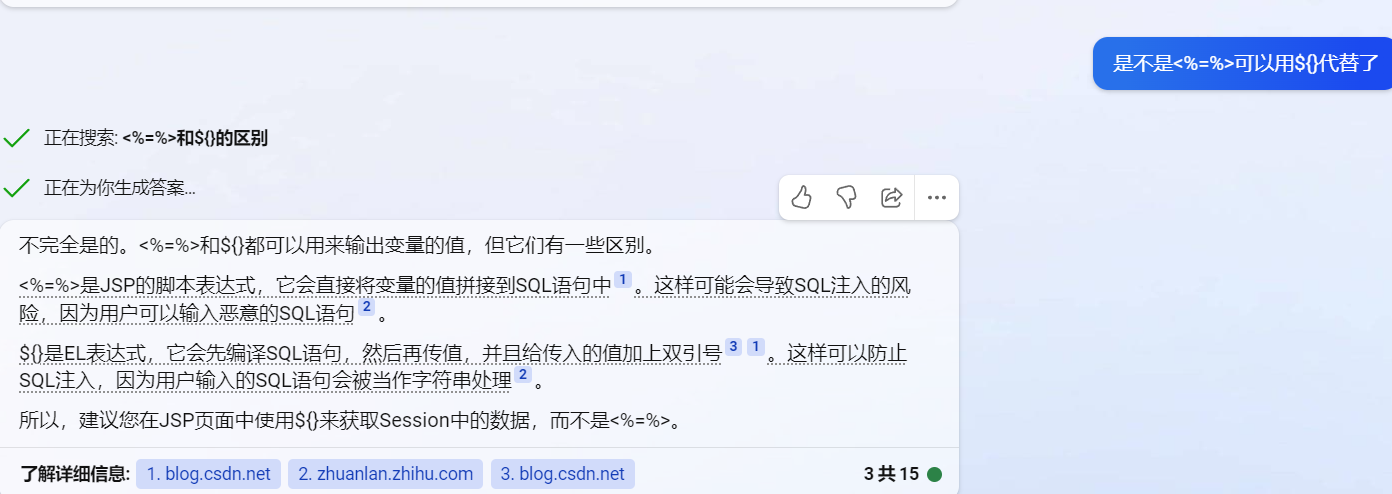 是不是<%=%>可以用${}代替了
正在搜索: <%=%>和${}的区别
正在为你生成答案...
不完全是的。<%=%>和${}都可以用来输出变量的值，但它们有一些区别。
<%=%>是JSP的脚本表达式，它会直接将变量的值拼接到SQL语句中 1 。这样可能会导致SQL注入的风
险，因为用户可以输入恶意的SQL语句 2 。
${}是EL表达式，它会先编译SQL语句，然后再传值，并且给传入的值加上双引号 3 1 。这样可以防止
SQL注入，因为用户输入的SQL语句会被当作字符串处理 2 。
所以，建议您在JSP页面中使用${}来获取Session中的数据，而不是<%=%>。
了解详细信息: 1. blog.csdn.net 2. zhuanlan.zhihu.com 3. blog.csdn.net 3 共 15